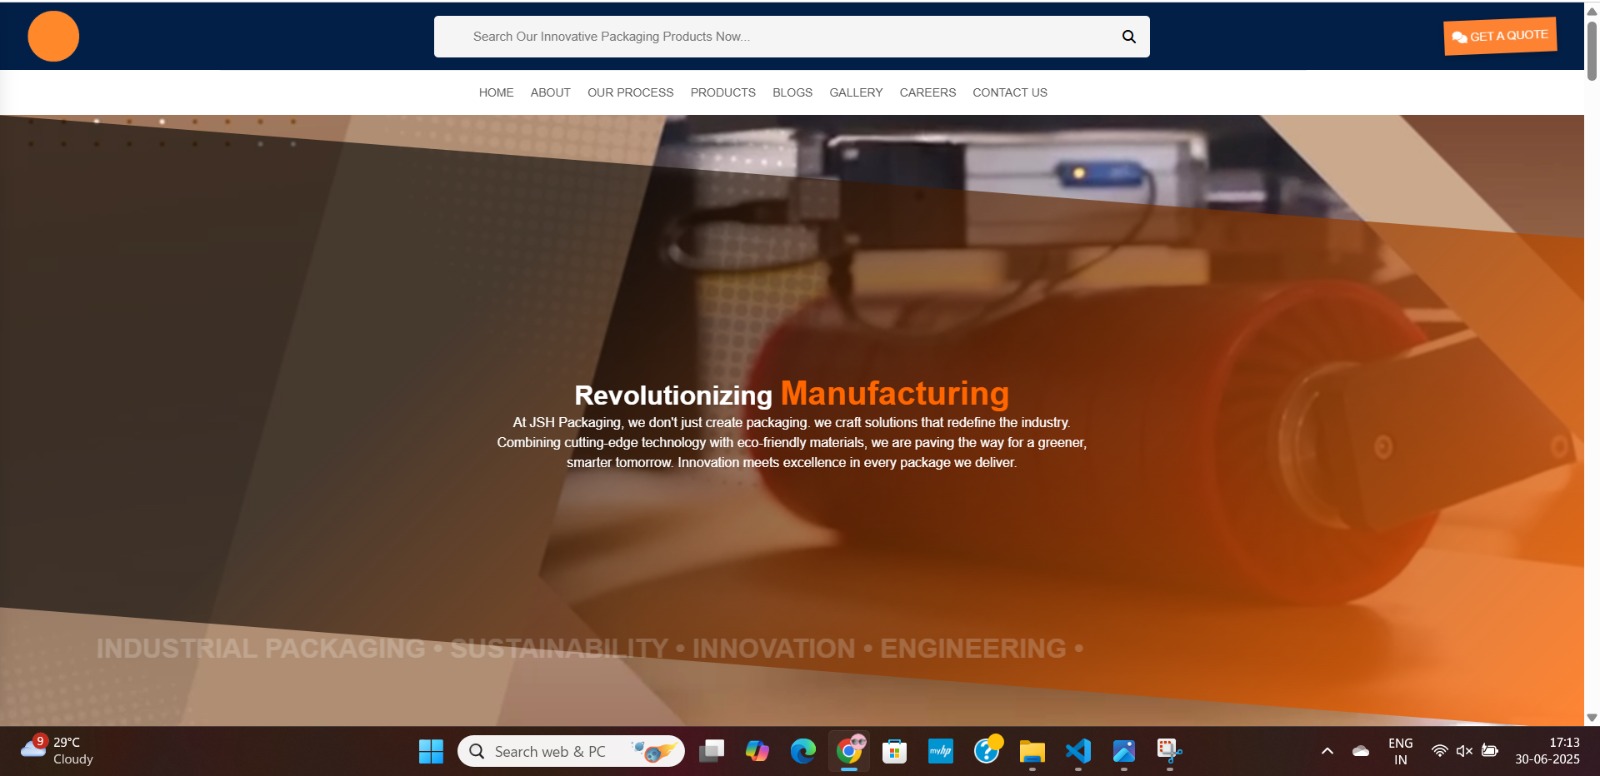 Search Our Innovative Packaging Products Now...
GET A QUOTE
HOME ABOUT OUR PROCESS PRODUCTS BLOGS GALLERY CAREERS CONTACT US
Revolutionizing Manufacturing
At JSH Packaging, we don't just create packaging. we craft solutions that redefine the industry.
Combining cutting-edge technology with eco-friendly materials, we are paving the way for a greener,
smarter tomorrow. Innovation meets excellence in every package we deliver.
INDUSTRIAL PACKAGING • SUSTAINABILITY • INNOVATION • ENGINEERING •
9
29°C
Cloudy
Search web & PC
myhp
ENG
IN
17:13
30-06-2025